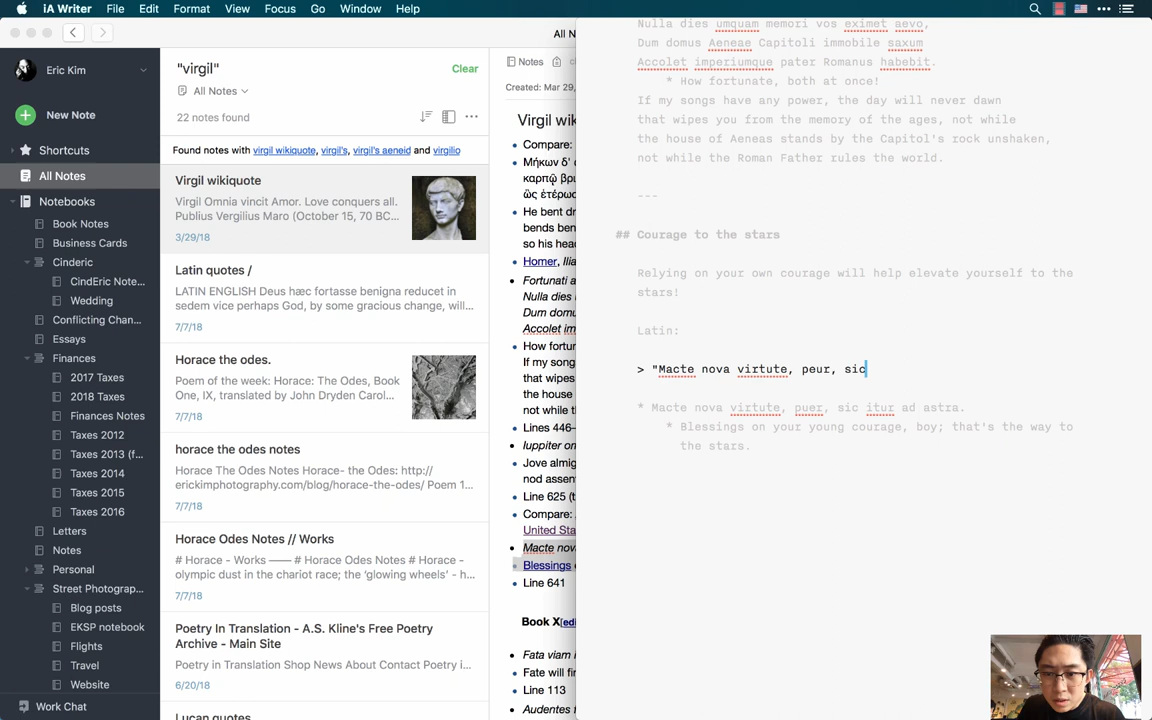 iA Writer File Edit Format View Focus Go Window Help
Eric Kim
New Note
Shortcuts
All Notes
Notebooks
Book Notes
Business Cards
Cinderic
CindEric Note...
Wedding
Conflicting Chan...
Essays
Finances
2017 Taxes
2018 Taxes
Finances Notes
Taxes 2012
Taxes 2013 (f...
Taxes 2014
Taxes 2015
Taxes 2016
Letters
Notes
Personal
Street Photograp...
Blog posts
EKSP notebook
Flights
Travel
Website
Work Chat
"virgil"
Clear
All Notes
22 notes found
Found notes with virgil wikiquote, virgil's, virgil's aeneid and virgilio
Virgil wikiquote
Virgil Omnia vincit Amor. Love conquers all.
Publius Vergilius Maro (October 15, 70 BC...
3/29/18
Latin quotes /
LATIN ENGLISH Deus hæc fortasse benigna reducet in
sedem vice perhaps God, by some gracious change, will...
7/7/18
Horace the odes.
Poem of the week: Horace: The Odes, Book
One, IX, translated by John Dryden Carol...
7/7/18
horace the odes notes
Horace The Odes Notes Horace- the Odes: http://
erickimphotography.com/blog/horace-the-odes/ Poem 1...
7/7/18
Horace Odes Notes // Works
# Horace - Works —— # Horace Odes Notes # Horace -
olympic dust in the chariot race; the ‘glowing wheels’ - h...
7/7/18
Poetry In Translation - A.S. Kline's Free Poetry
Archive - Main Site
Poetry in Translation Shop News About Contact Poetry i...
6/20/18
Lucan quotes
All N
Notes
Created: Mar 29,
Virgil wik
Compare:
Μήκων δ'
καρπῷ βρι
ὣς ἑτέρωσ
He bent dr
bends ben
so his head
Homer, Ilia
Fortunati a
Nulla dies
Dum domu
Accolet im
How fortur
If my song
that wipes
the house
not while th
Lines 446–
Iuppiter on
Jove almig
nod assen
Line 625 (t
Compare:
United Sta
Macte nov
Blessings
Line 641
Book X[edi
Fata viam i
Fate will fir
Line 113
Audentes f
Nulla dies umquam memori vos eximet aevo,
Dum domus Aeneae Capitoli immobile saxum
Accolet imperiumque pater Romanus habebit.
* How fortunate, both at once!
If my songs have any power, the day will never dawn
that wipes you from the memory of the ages, not while
the house of Aeneas stands by the Capitol's rock unshaken,
not while the Roman Father rules the world.
---
## Courage to the stars
Relying on your own courage will help elevate yourself to the
stars!
Latin:
> "Macte nova virtute, peur, sic
* Macte nova virtute, puer, sic itur ad astra.
* Blessings on your young courage, boy; that's the way to
the stars.